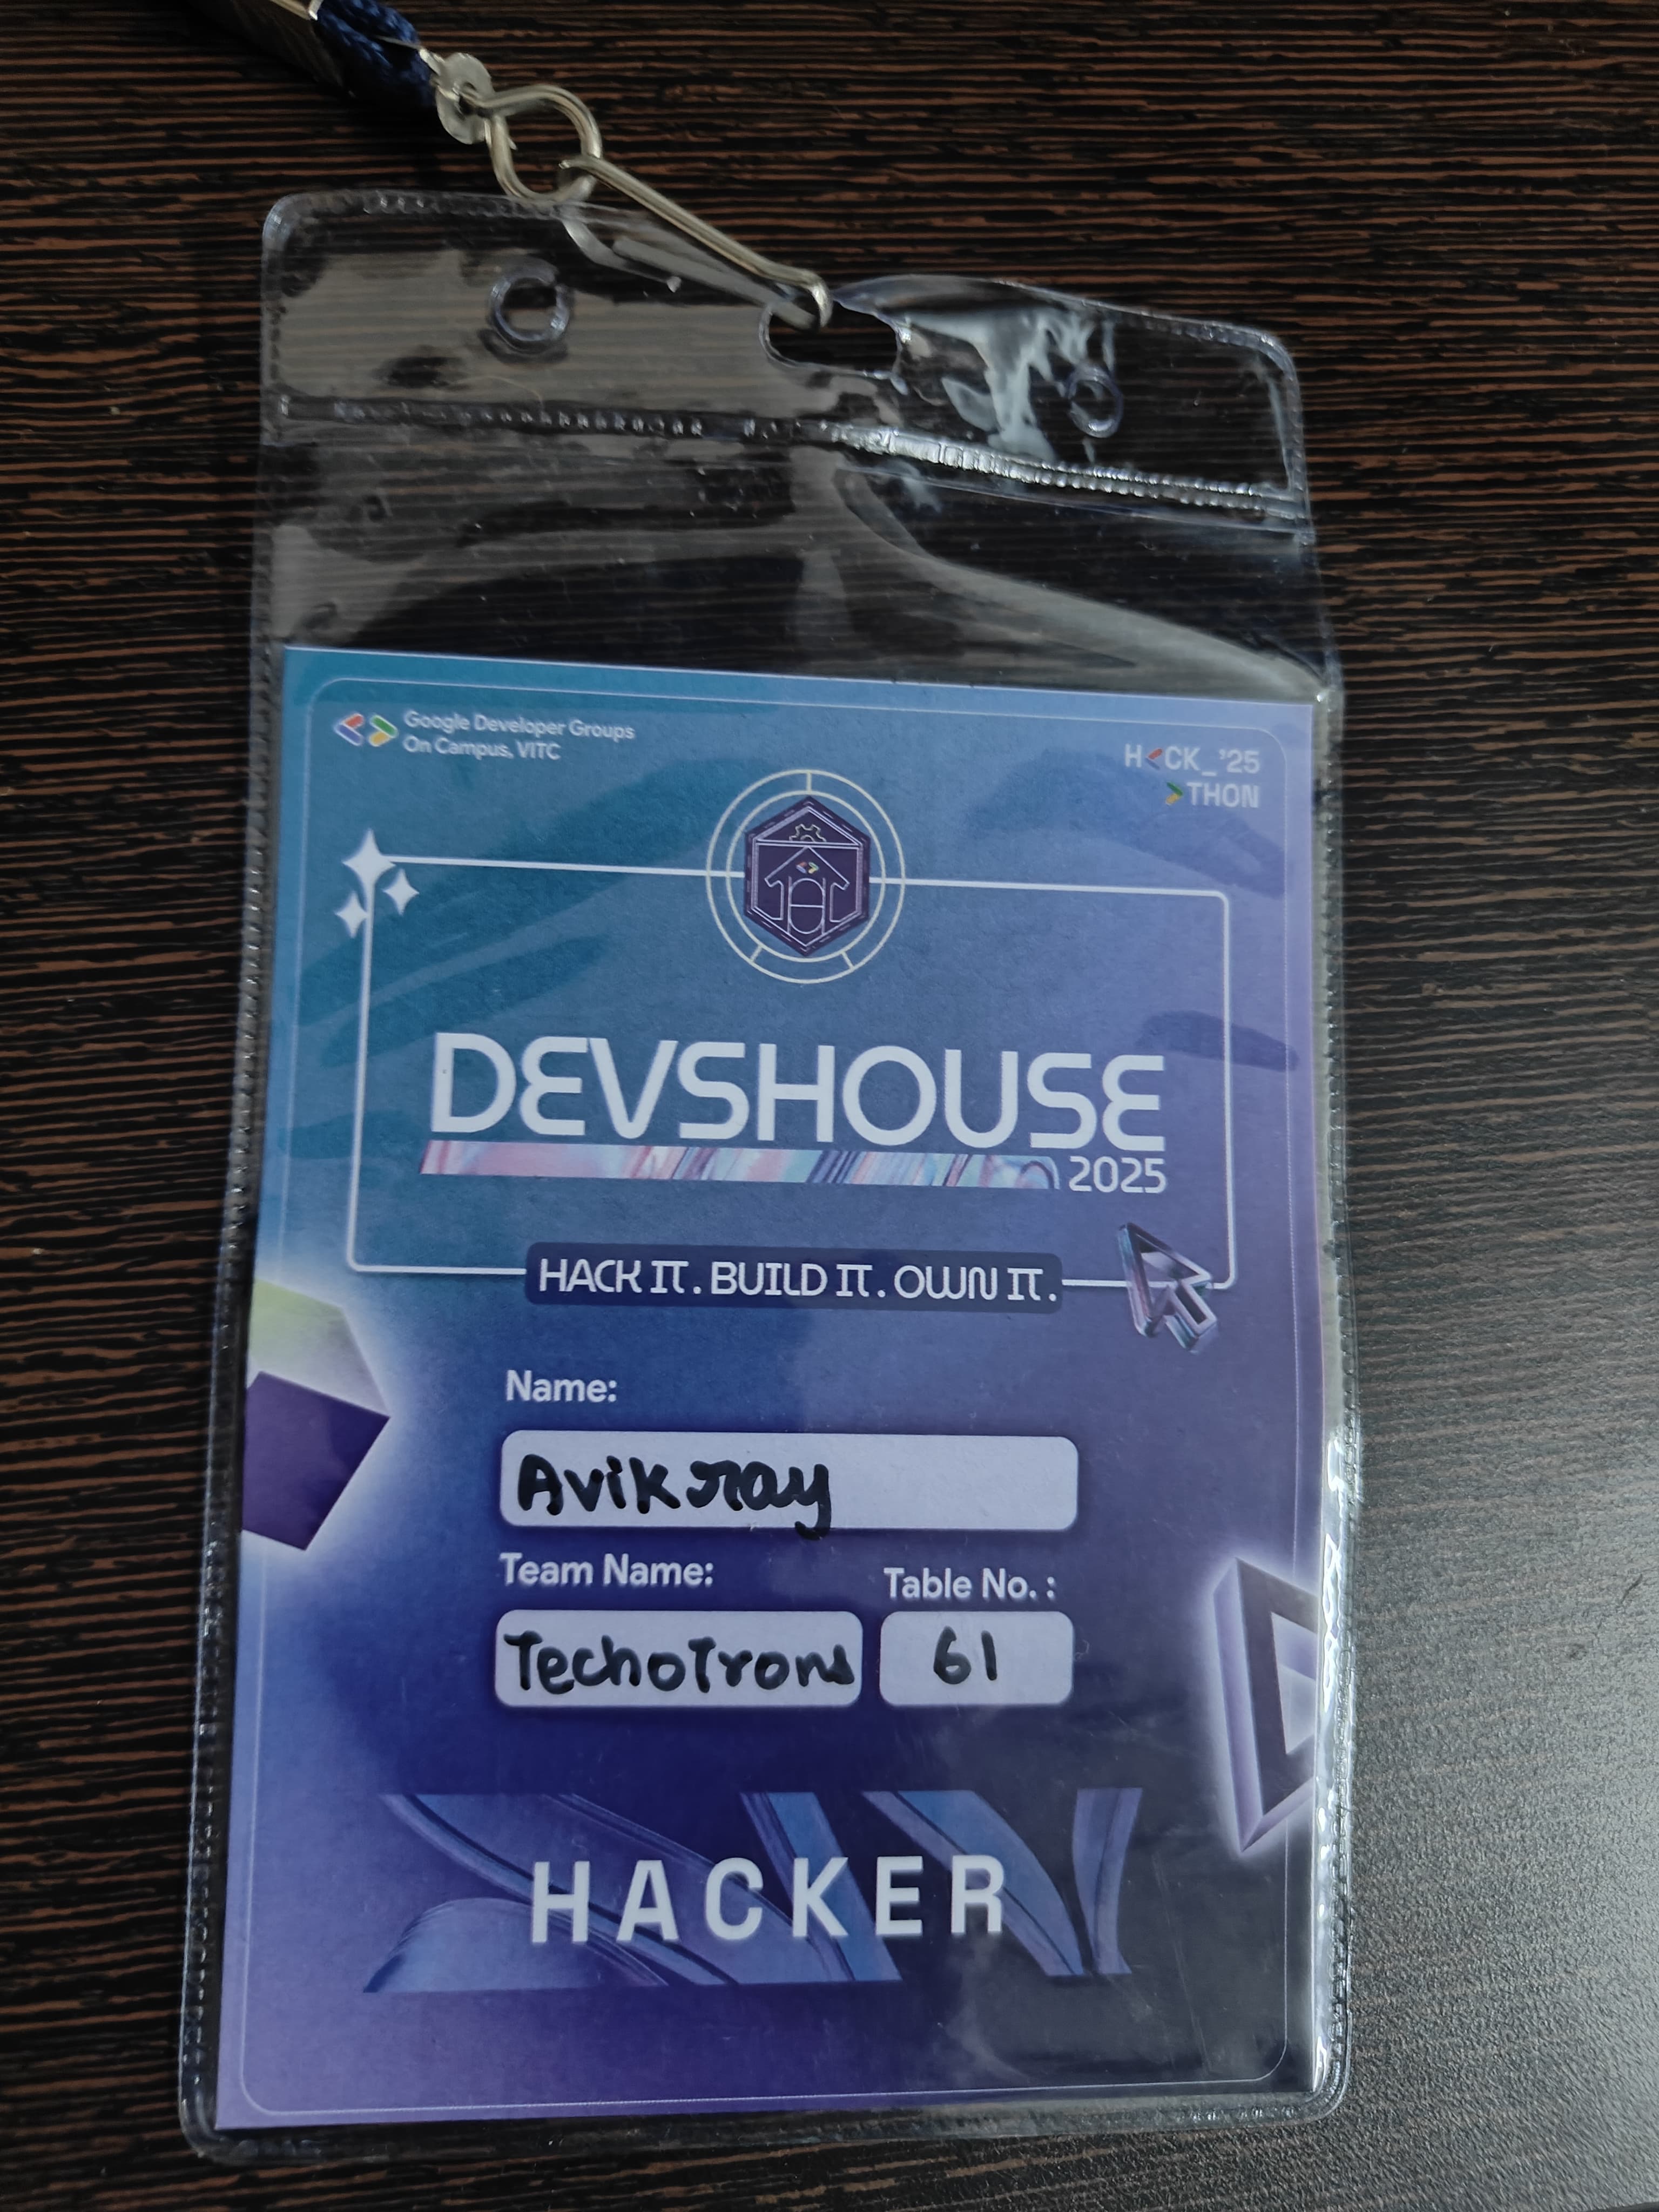 Google Developer Groups
On Campus, VITC
H<CK_'25
>THON
DEVSHOUSE
2025
HACK IT. BUILD IT. OWN IT.
Name:
Avik ray
Team Name:
Table No. :
Techotrons
61
HACKER